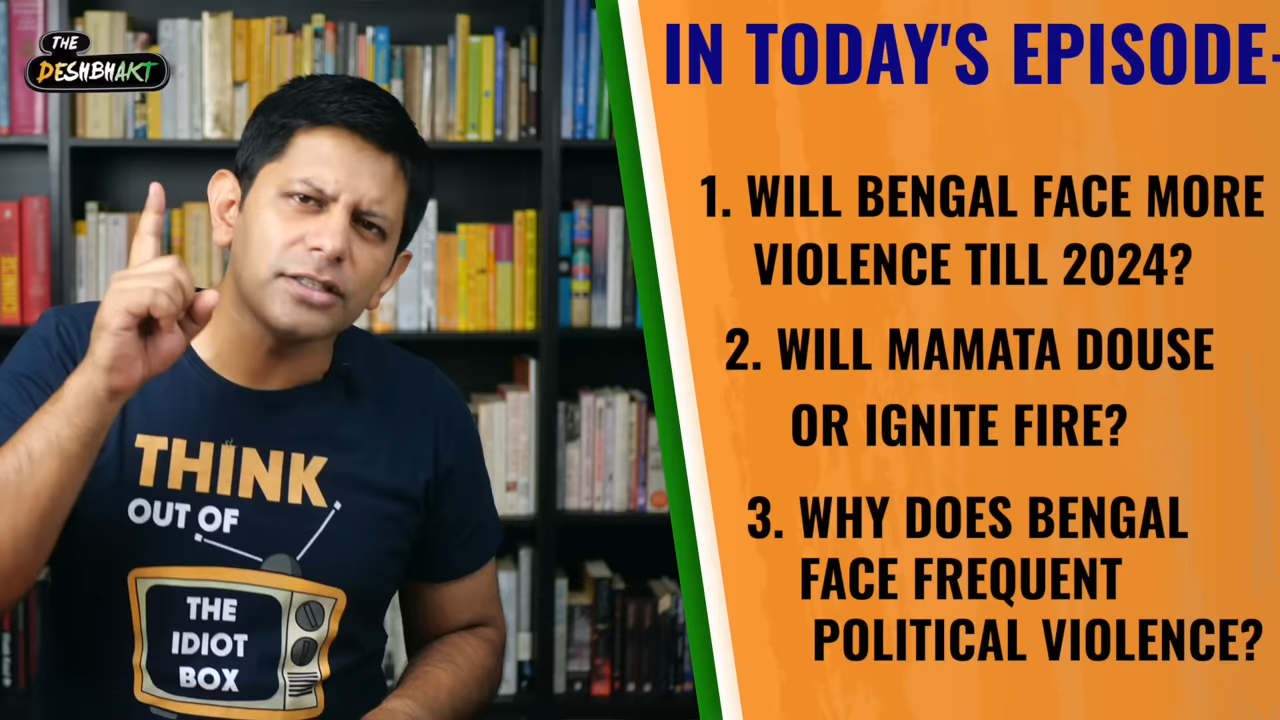 THE
DESHBHAKT
THINK
OUT OF
THE
IDIOT
BOX
IN TODAY'S EPISODE-
1. WILL BENGAL FACE MORE
VIOLENCE TILL 2024?
2. WILL MAMATA DOUSE
OR IGNITE FIRE?
3. WHY DOES BENGAL
FACE FREQUENT
POLITICAL VIOLENCE?